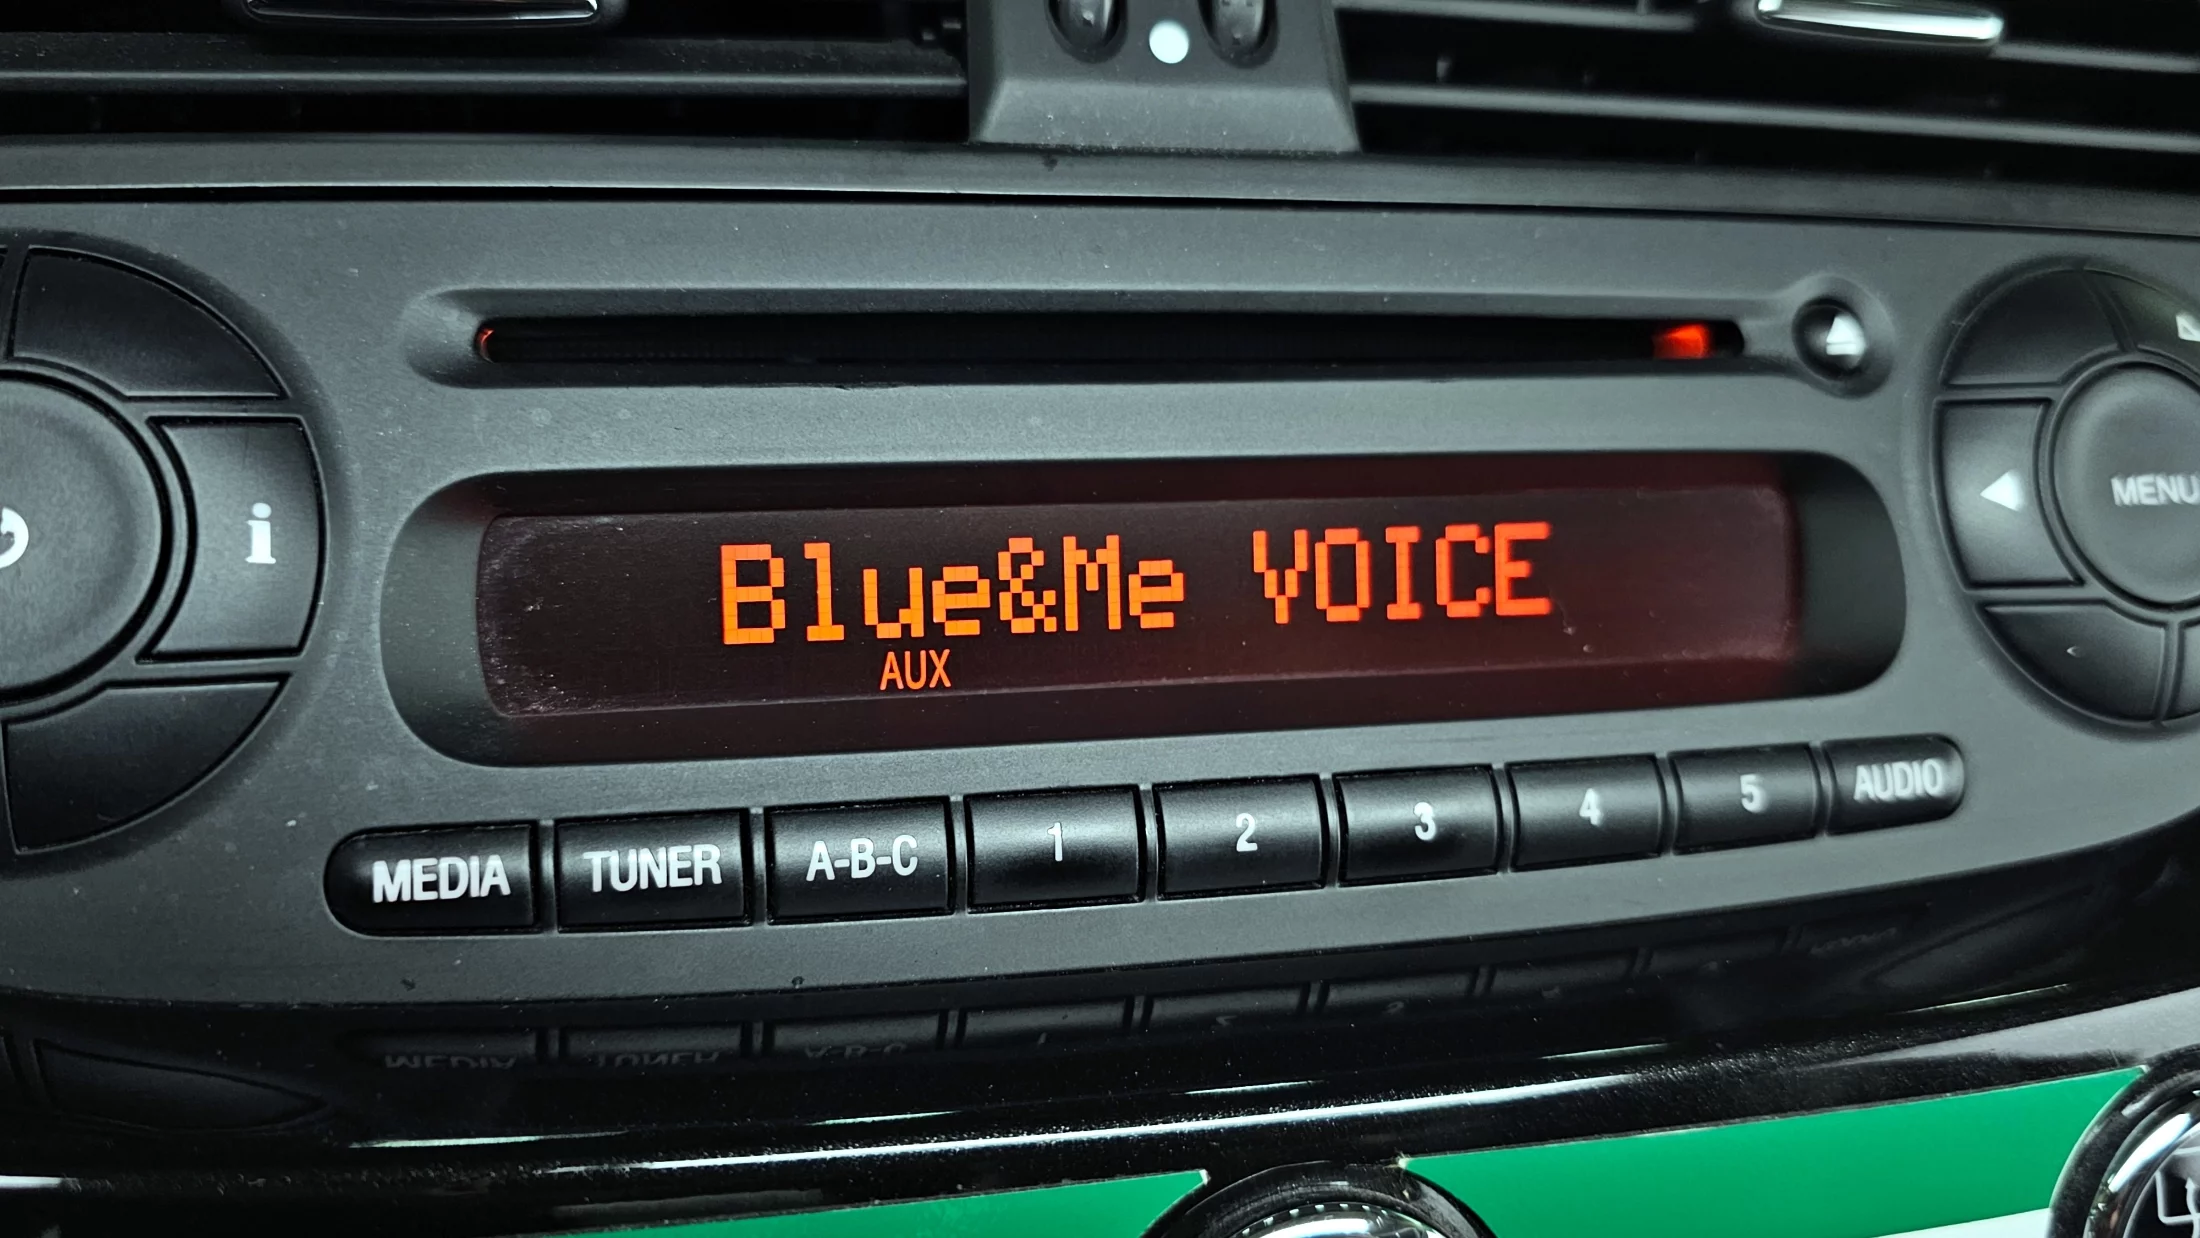 i
Blue&Me VOICE
AUX
MENU
MEDIA TUNER A-B-C 1 2 3 4 5 AUDIO